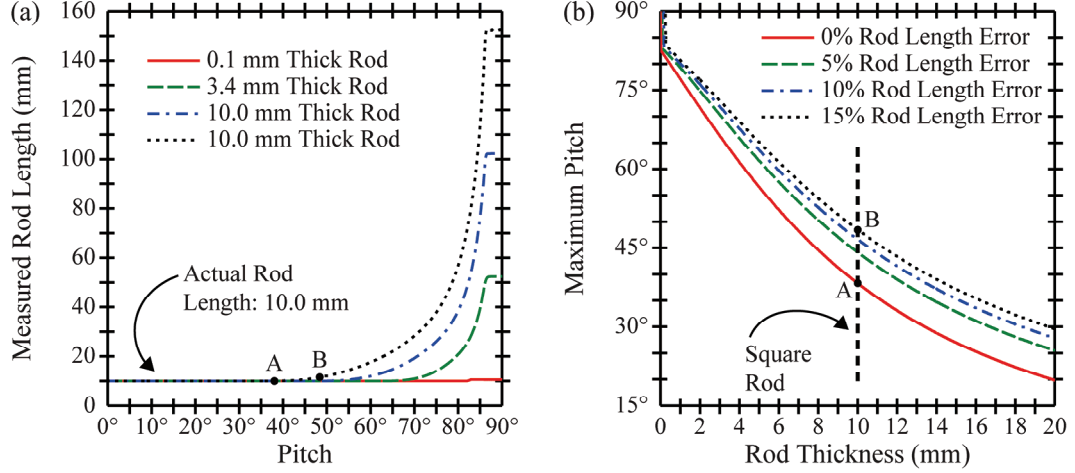 (a)
160
140
120
100
80
60
40
20
0
Measured Rod Length (mm)
0.1 mm Thick Rod
3.4 mm Thick Rod
10.0 mm Thick Rod
10.0 mm Thick Rod
Actual Rod
Length: 10.0 mm
A
B
0° 10° 20° 30° 40° 50° 60° 70° 80° 90°
Pitch
(b)
90°
75°
60°
45°
30°
15°
Maximum Pitch
0% Rod Length Error
5% Rod Length Error
10% Rod Length Error
15% Rod Length Error
B
A
Square
Rod
0 2 4 6 8 10 12 14 16 18 20
Rod Thickness (mm)